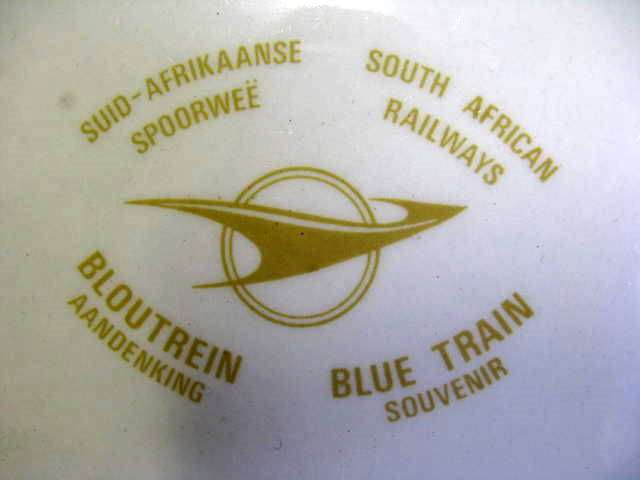 SUID-AFRIKAANSE
SPOORWEË
SOUTH AFRICAN
RAILWAYS
BLOUTREIN
AANDENKING
BLUE TRAIN
SOUVENIR